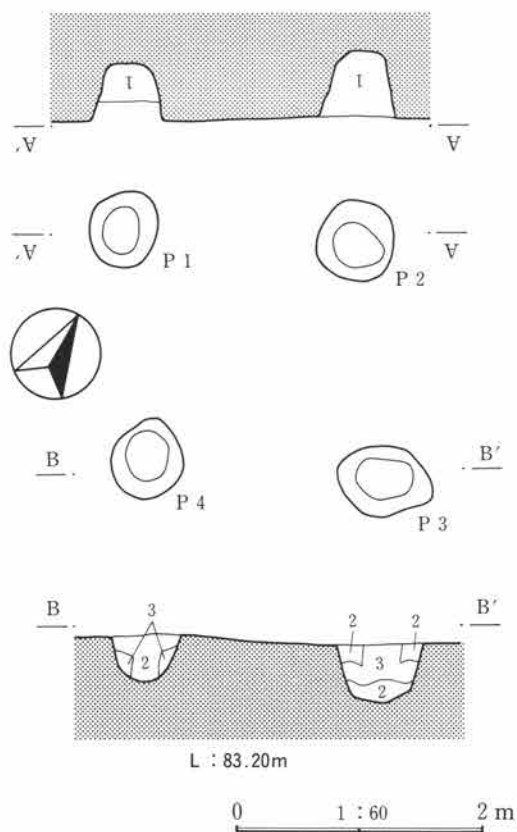 1 1
A′ A
A′ A
P 1
P 2
B B′
P 4 P 3
B 3 2 2 B′
2 3
2
L : 83.20m
0 1 : 60 2 m